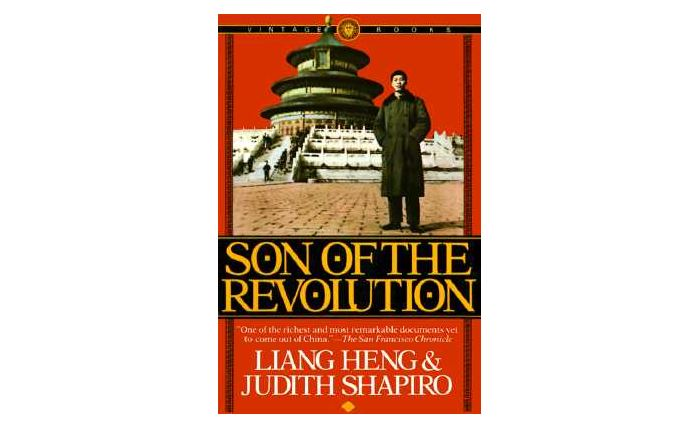 VINTAGE BOOKS
SON OF THE
REVOLUTION
"One of the richest and most remarkable documents yet
to come out of China."—The San Francisco Chronicle
LIANG HENG &
JUDITH SHAPIRO